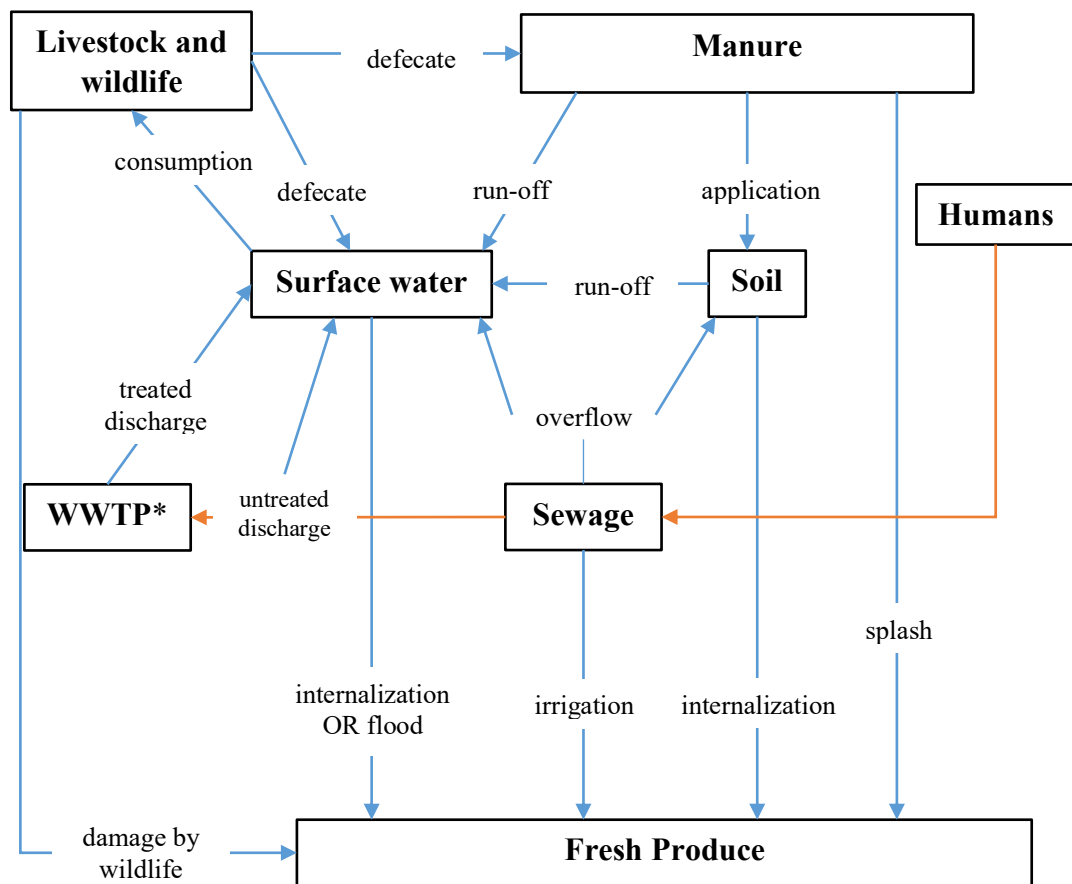 Livestock and
wildlife
defecate
Manure
consumption
defecate
run-off
application
Humans
Surface water
run-off
Soil
treated
discharge
overflow
WWTP*
untreated
discharge
Sewage
splash
internalization
OR flood
irrigation
internalization
damage by
wildlife
Fresh Produce